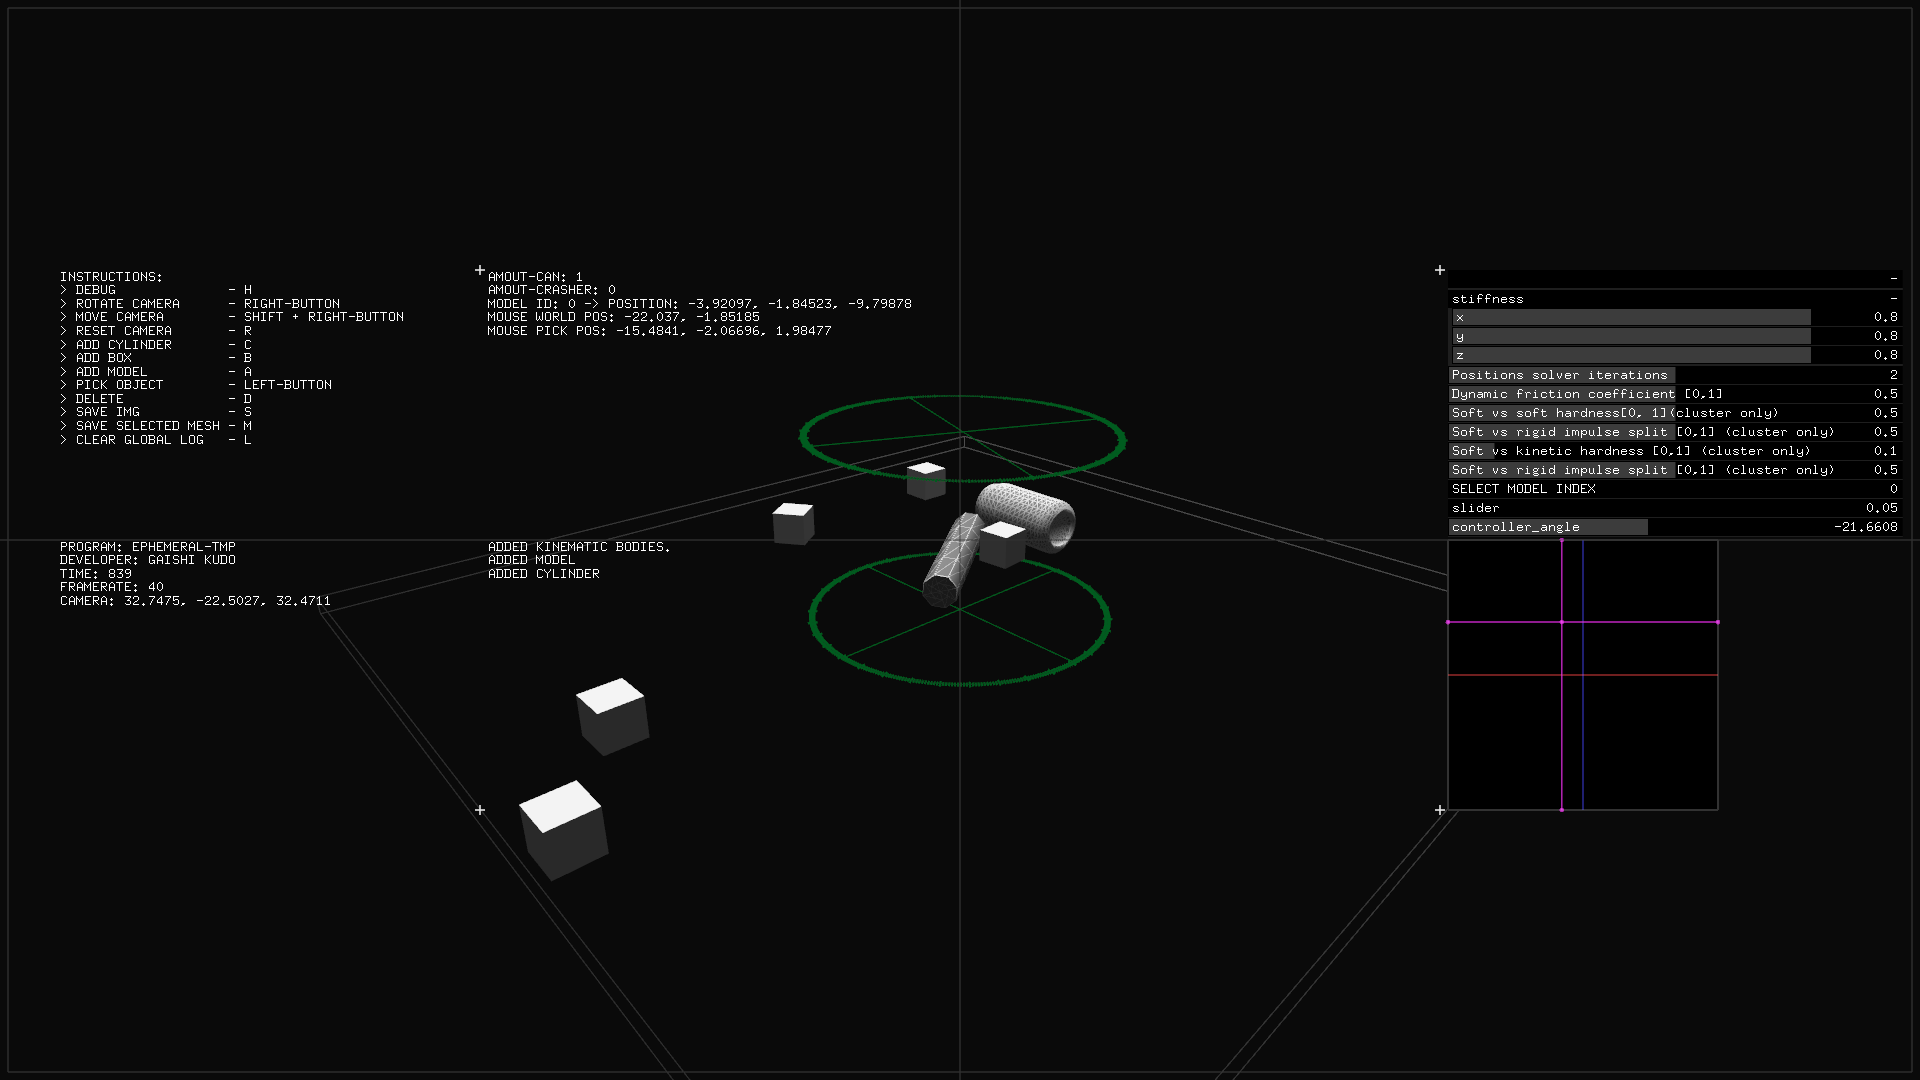 INSTRUCTIONS:
> DEBUG - H
> ROTATE CAMERA - RIGHT-BUTTON
> MOVE CAMERA - SHIFT + RIGHT-BUTTON
> RESET CAMERA - R
> ADD CYLINDER - C
> ADD BOX - B
> ADD MODEL - A
> PICK OBJECT - LEFT-BUTTON
> DELETE - D
> SAVE IMG - S
> SAVE SELECTED MESH - M
> CLEAR GLOBAL LOG - L
AMOUT-CAN: 1
AMOUT-CRASHER: 0
MODEL ID: 0 -> POSITION: -3.92097, -1.84523, -9.79878
MOUSE WORLD POS: -22.037, -1.85185
MOUSE PICK POS: -15.4841, -2.06696, 1.98477
-
stiffness -
x 0.8
y 0.8
z 0.8
Positions solver iterations 2
Dynamic friction coefficient [0,1] 0.5
Soft vs soft hardness[0, 1](cluster only) 0.5
Soft vs rigid impulse split [0,1] (cluster only) 0.5
Soft vs kinetic hardness [0,1] (cluster only) 0.1
Soft vs rigid impulse split [0,1] (cluster only) 0.5
SELECT MODEL INDEX 0
slider 0.05
controller_angle -21.6608
PROGRAM: EPHEMERAL-TMP
DEVELOPER: GAISHI KUDO
TIME: 839
FRAMERATE: 40
CAMERA: 32.7475, -22.5027, 32.4711
ADDED KINEMATIC BODIES.
ADDED MODEL
ADDED CYLINDER